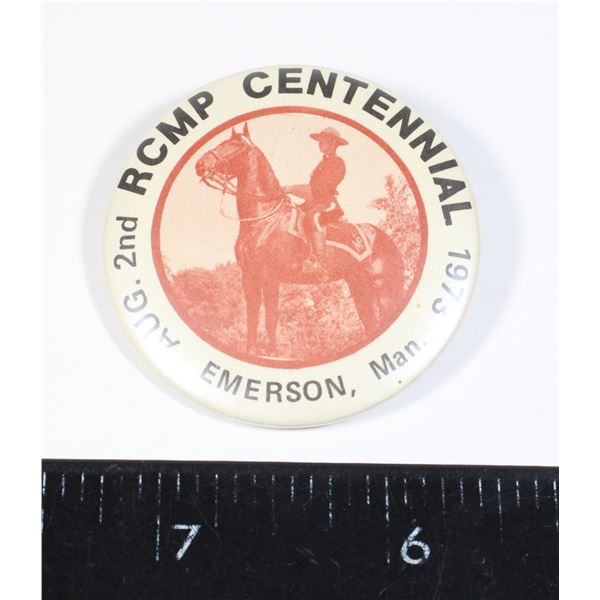 RCMP CENTENNIAL
AUG. 2nd EMERSON, Man. 1973
7 6